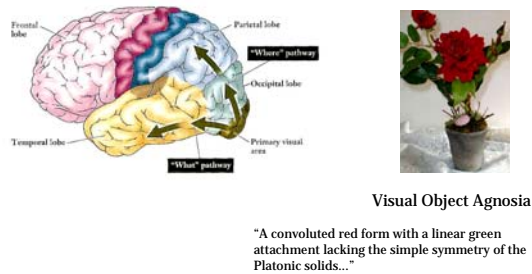 Frontal
lobe
Parietal lobe
"Where" pathway
Occipital lobe
Temporal lobe
Primary visual
area
"What" pathway
Visual Object Agnosia
"A convoluted red form with a linear green
attachment lacking the simple symmetry of the
Platonic solids..."